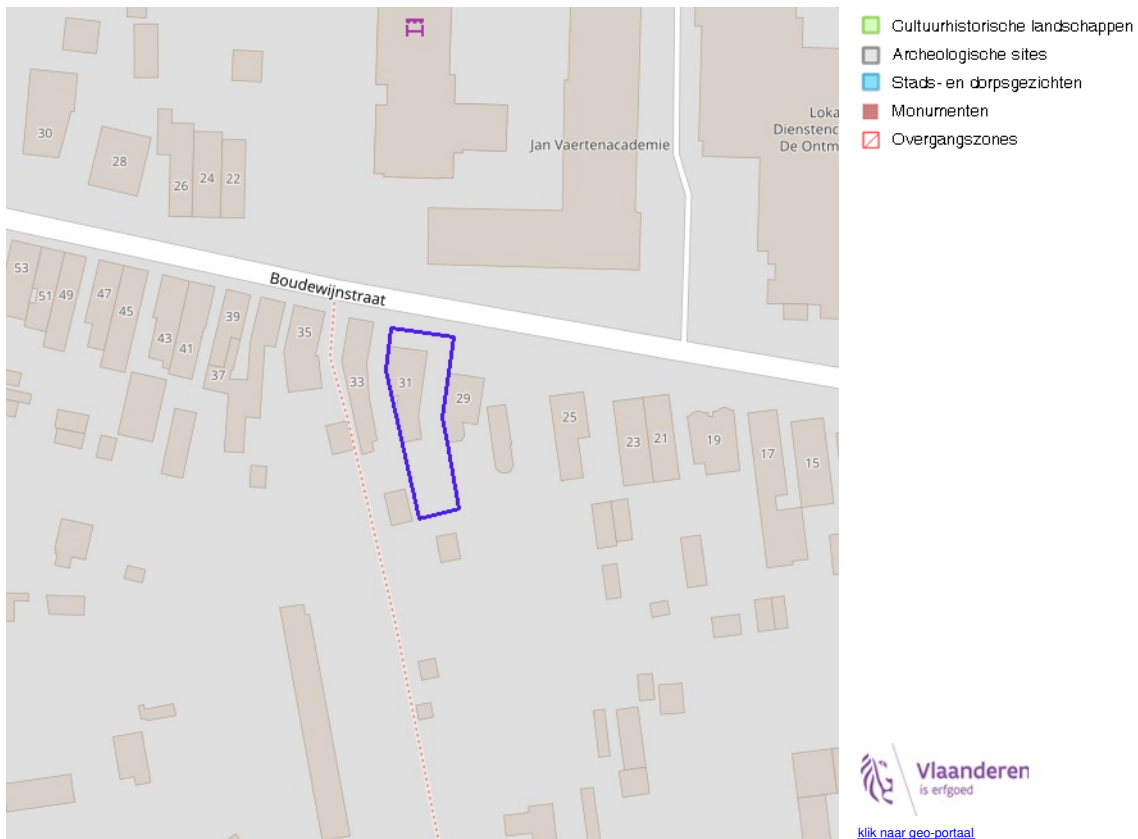 Cultuurhistorische landschappen
Archeologische sites
Stads- en dorpsgezichten
Monumenten
Overgangszones
30
28
26
24
22
Jan Vaertenacademie
Loka
Dienstenc
De Ontm
Boudewijnstraat
53
51
49
47
45
43
41
39
37
35
33
31
29
25
23
21
19
17
15
Vlaanderen
is erfgoed
klik naar geo-portaal